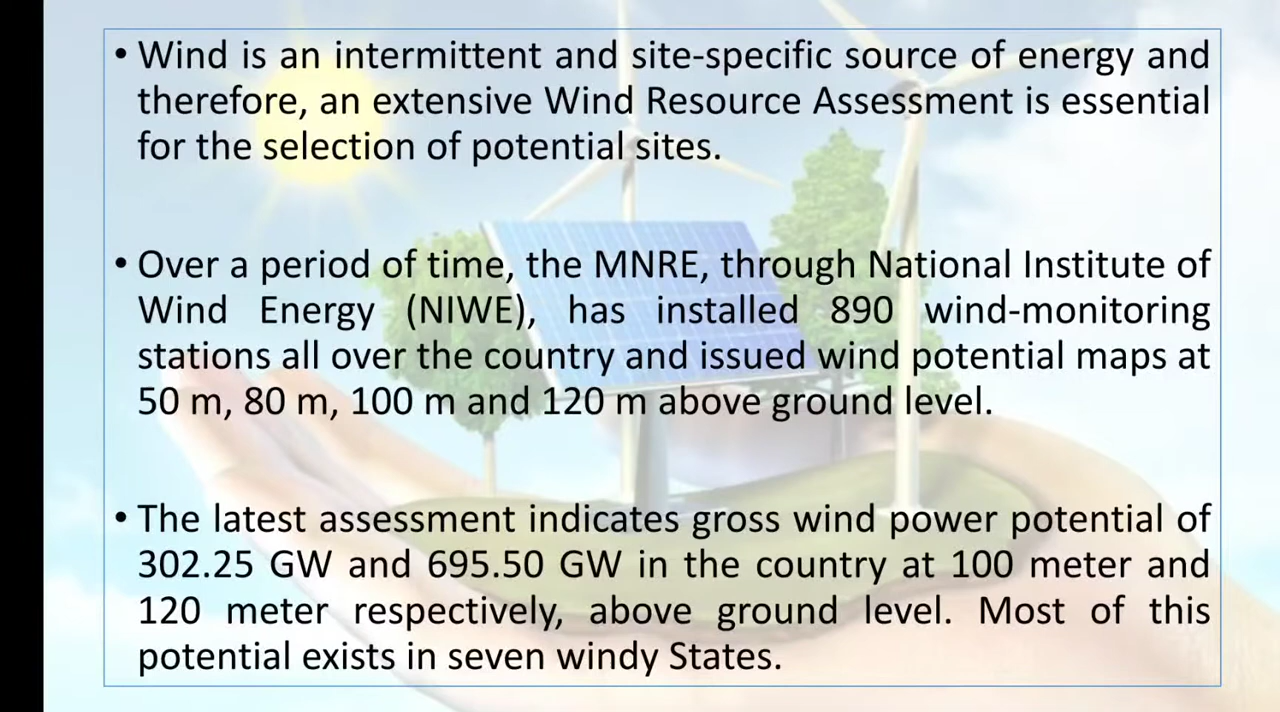 • Wind is an intermittent and site-specific source of energy and
therefore, an extensive Wind Resource Assessment is essential
for the selection of potential sites.
• Over a period of time, the MNRE, through National Institute of
Wind Energy (NIWE), has installed 890 wind-monitoring
stations all over the country and issued wind potential maps at
50 m, 80 m, 100 m and 120 m above ground level.
• The latest assessment indicates gross wind power potential of
302.25 GW and 695.50 GW in the country at 100 meter and
120 meter respectively, above ground level. Most of this
potential exists in seven windy States.